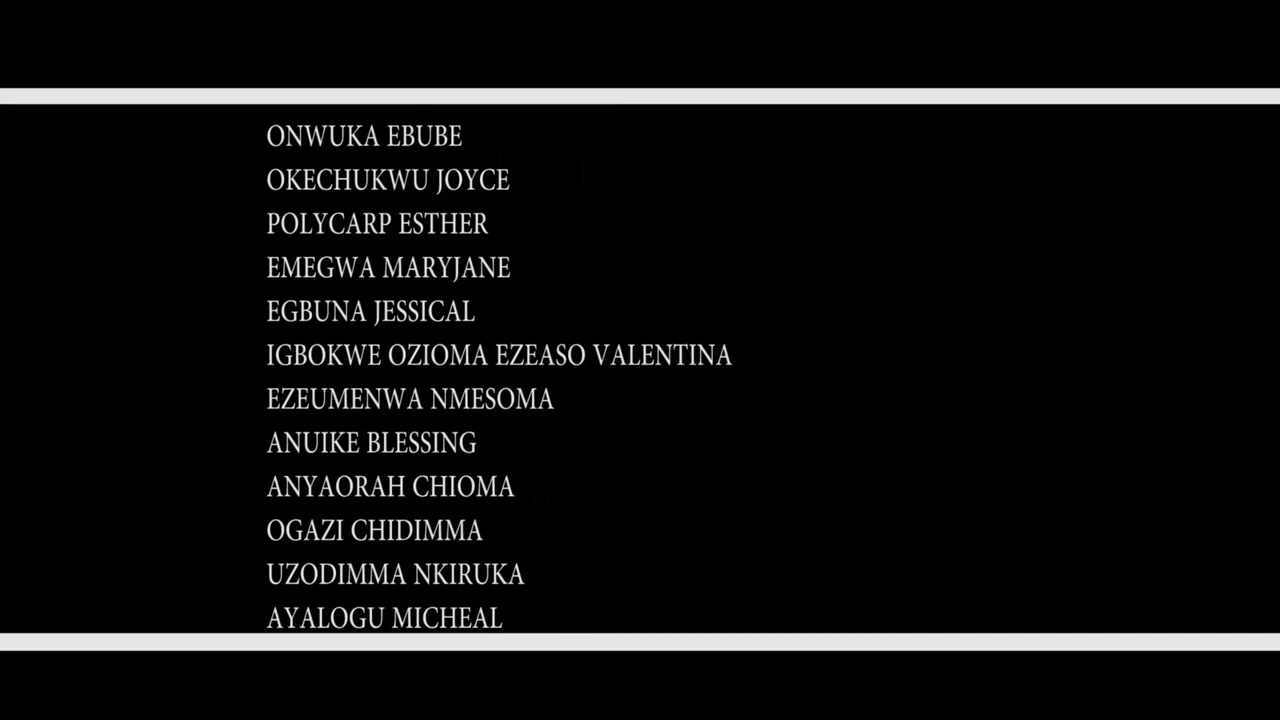 ONWUKA EBUBE
OKECHUKWU JOYCE
POLYCARP ESTHER
EMEGWA MARYJANE
EGBUNA JESSICAL
IGBOKWE OZIOMA EZEASO VALENTINA
EZEUMENWA NMESOMA
ANUIKE BLESSING
ANYAORAH CHIOMA
OGAZI CHIDIMMA
UZODIMMA NKIRUKA
AYALOGU MICHEAL